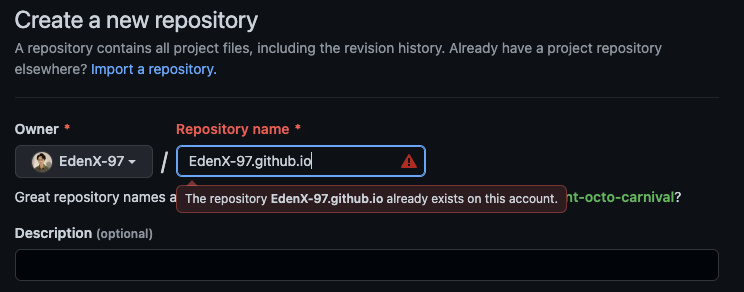 Create a new repository
A repository contains all project files, including the revision history. Already have a project repository
elsewhere? Import a repository.
Owner *
Repository name *
EdenX-97
/
EdenX-97.github.io
Great repository names a
nt-octo-carnival?
The repository EdenX-97.github.io already exists on this account.
Description (optional)